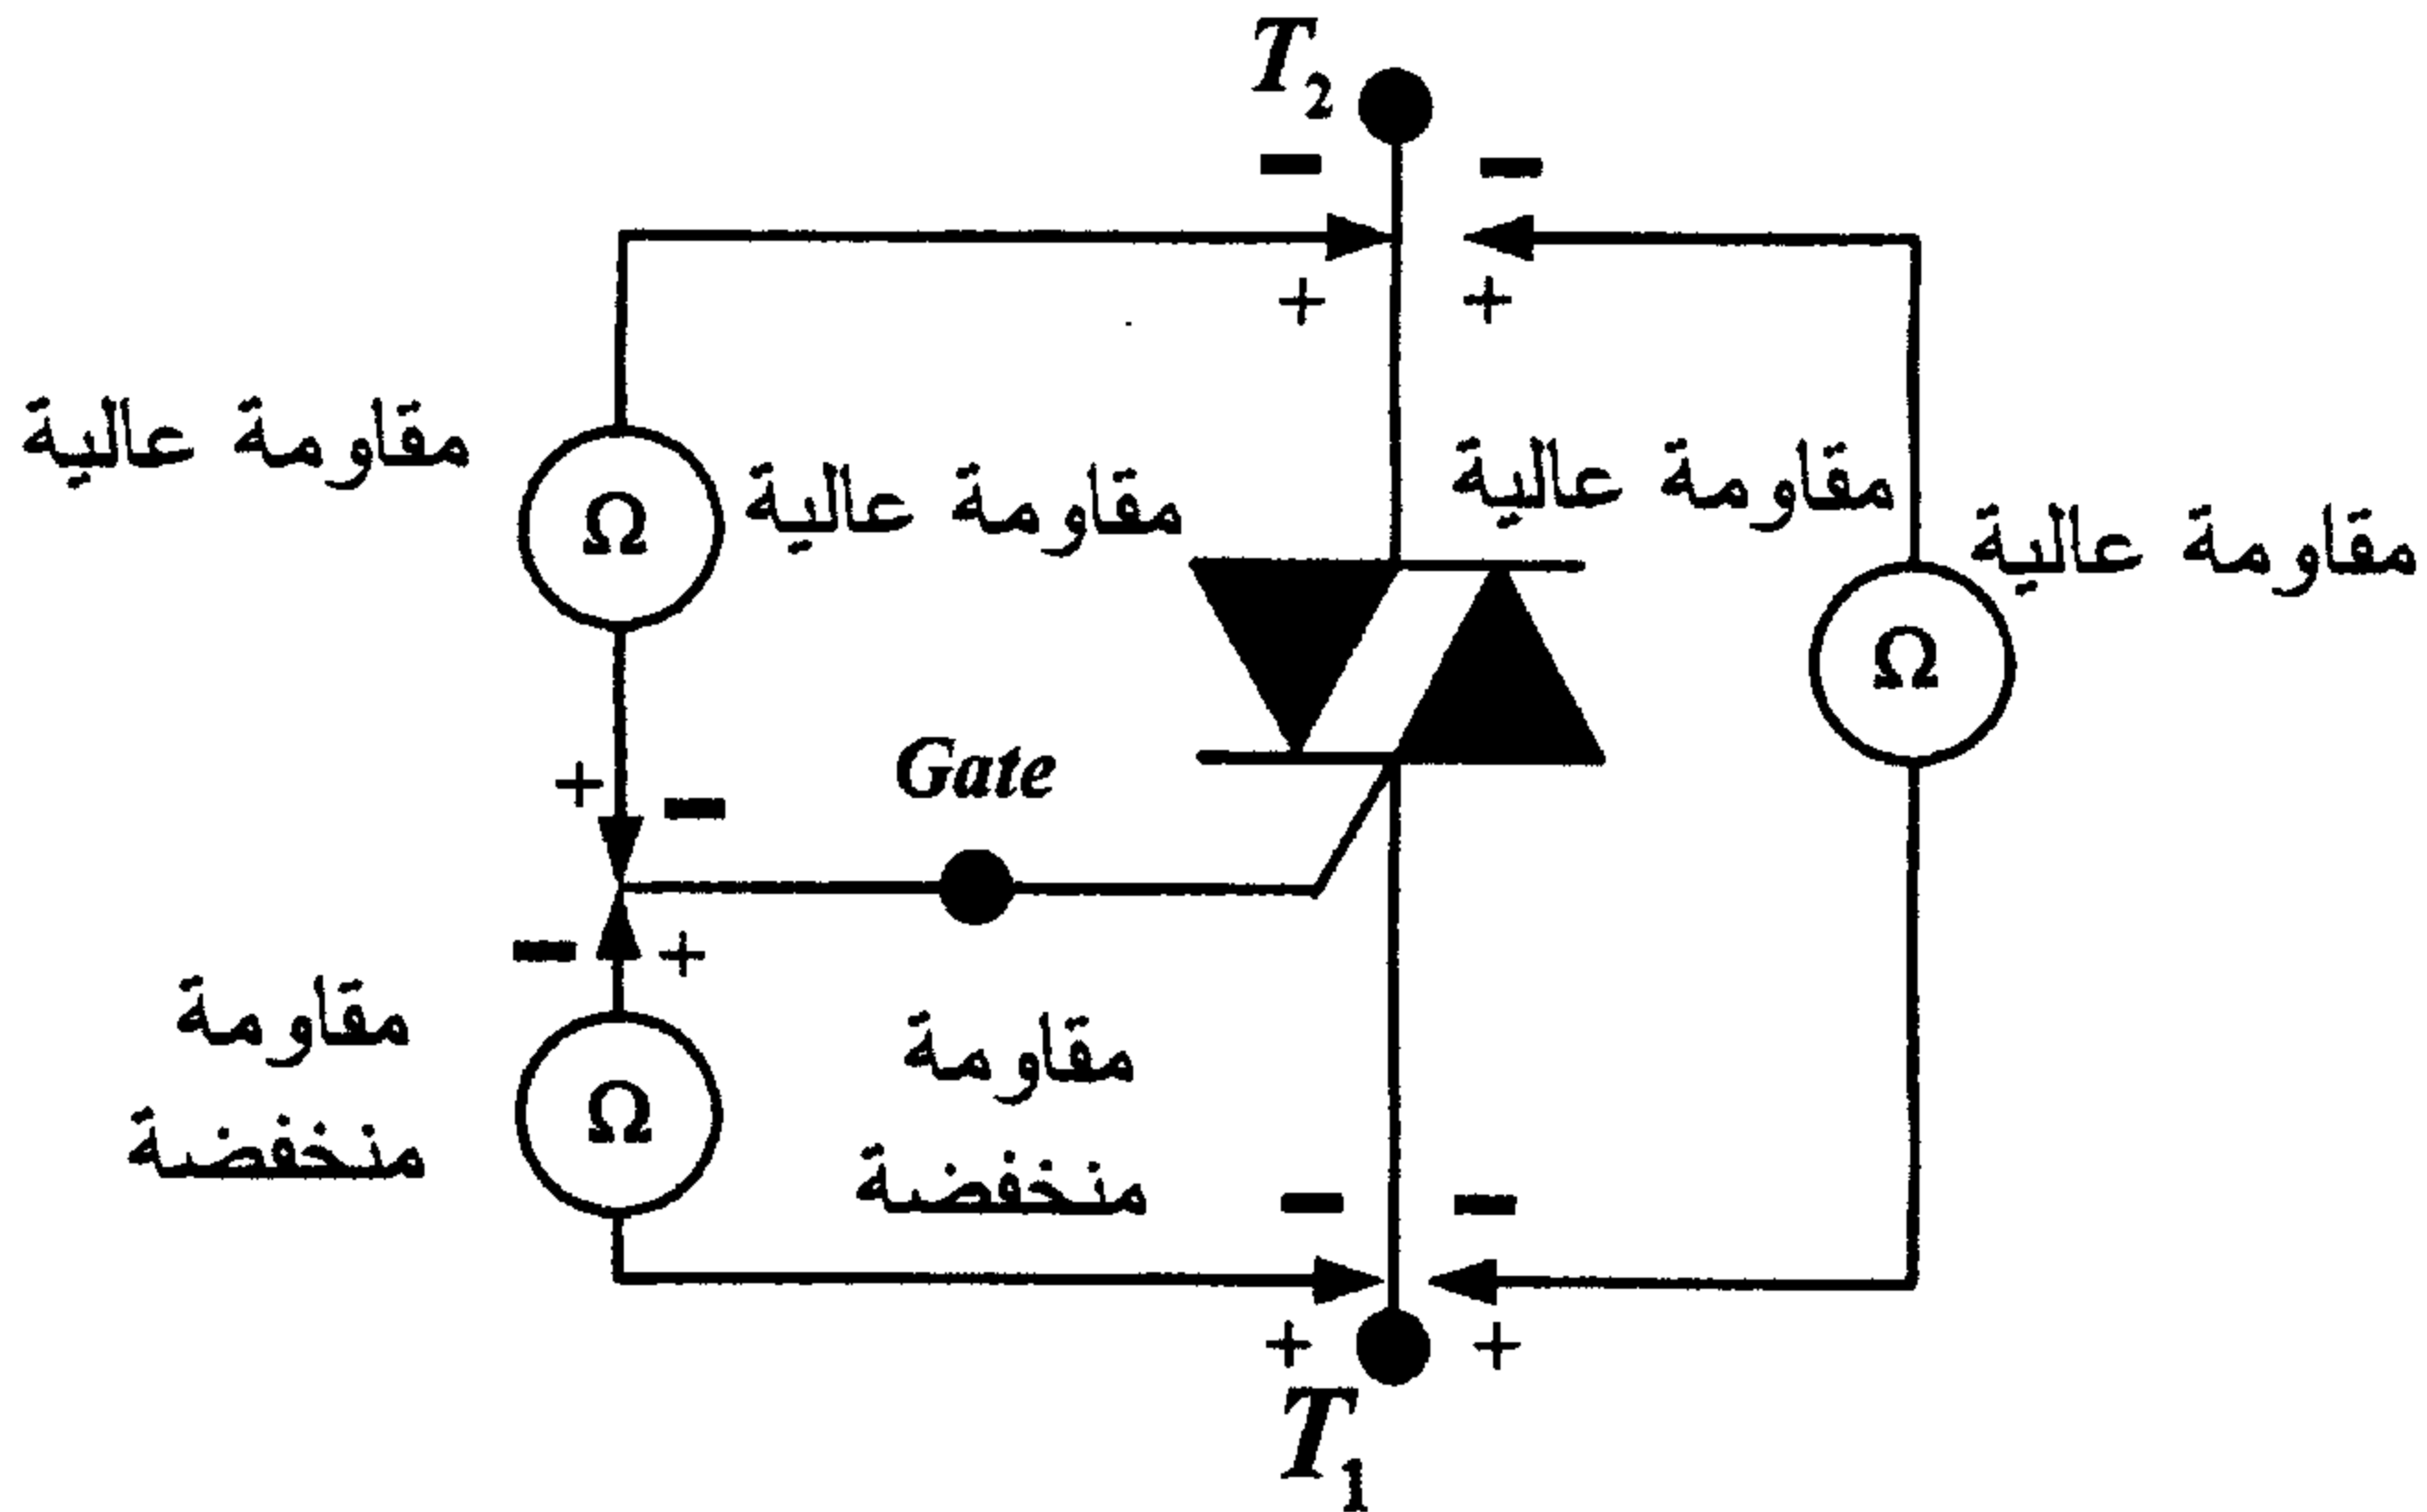 T₂
− −
+ +
مقاومة عالية
مقاومة عالية
مقاومة عالية
مقاومة عالية
Ω
Ω
Gate
+ −
− +
مقاومة
منخفضة
Ω
مقاومة
منخفضة
− −
+ +
T₁